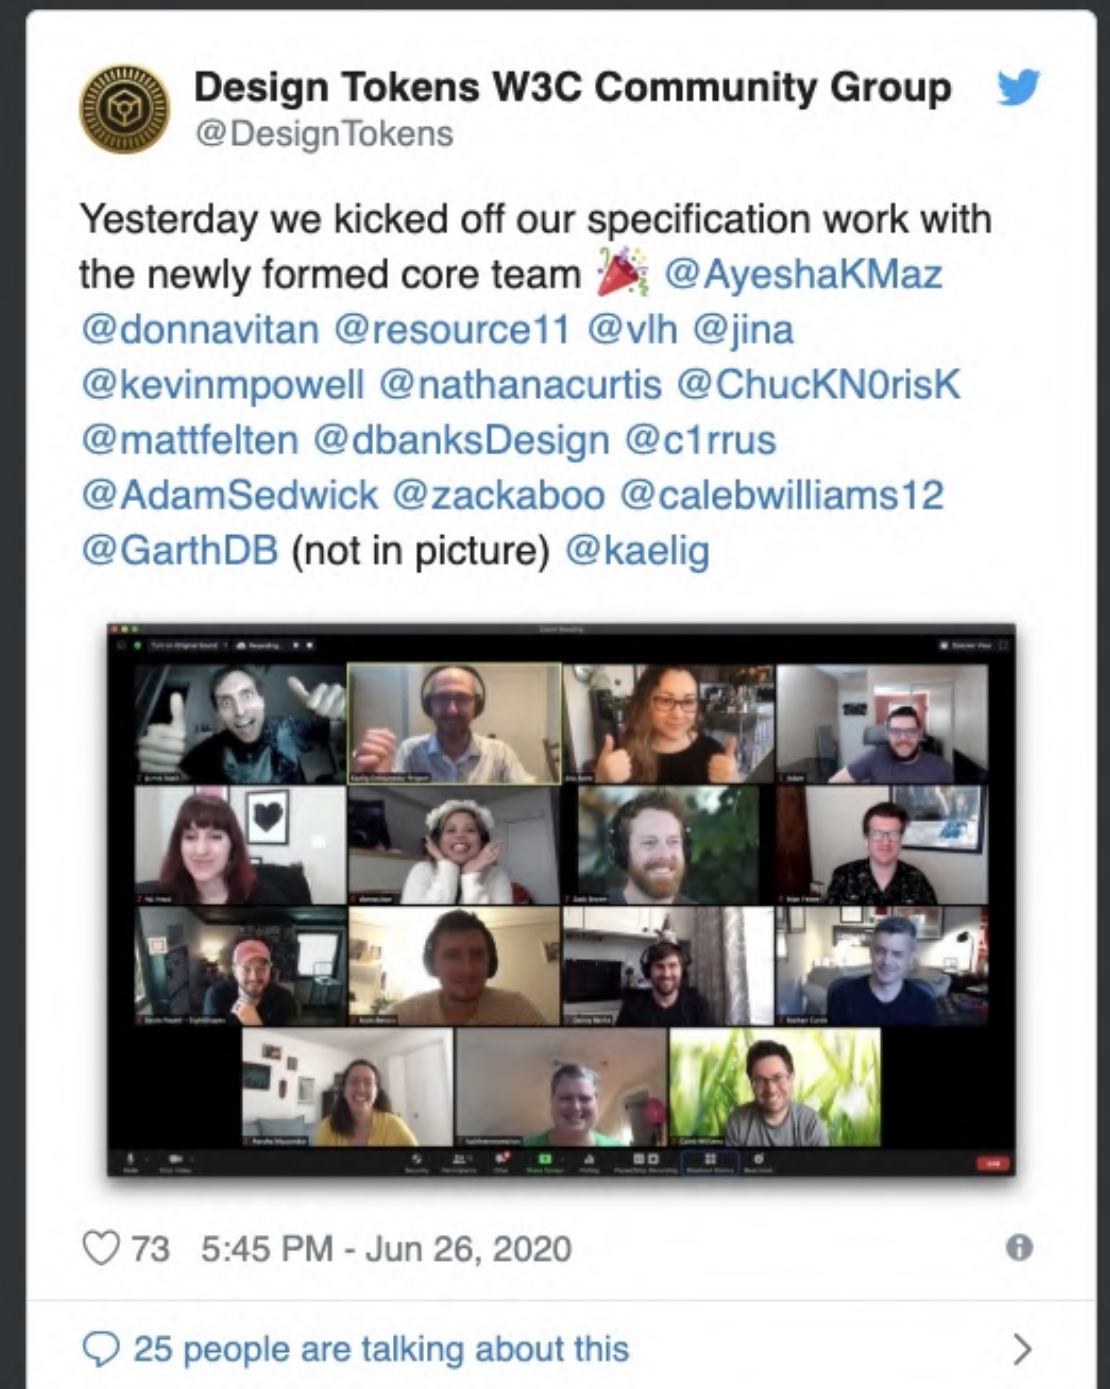 Design Tokens W3C Community Group
@DesignTokens
Yesterday we kicked off our specification work with
the newly formed core team 🎉 @AyeshaKMaz
@donnavitan @resource11 @vlh @jina
@kevinmpowell @nathanacurtis @ChucKN0risK
@mattfelten @dbanksDesign @c1rrus
@AdamSedwick @zackaboo @calebwilliams12
@GarthDB (not in picture) @kaelig
73 5:45 PM - Jun 26, 2020
25 people are talking about this